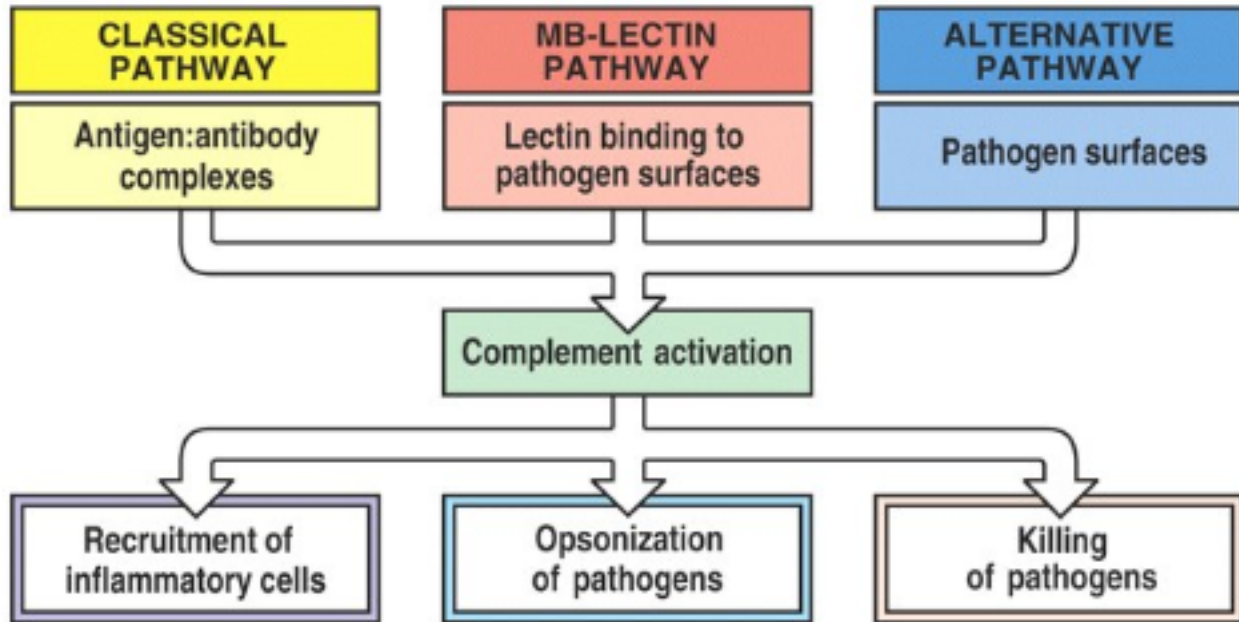 CLASSICAL
PATHWAY
MB-LECTIN
PATHWAY
ALTERNATIVE
PATHWAY
Antigen:antibody
complexes
Lectin binding to
pathogen surfaces
Pathogen surfaces
Complement activation
Recruitment of
inflammatory cells
Opsonization
of pathogens
Killing
of pathogens